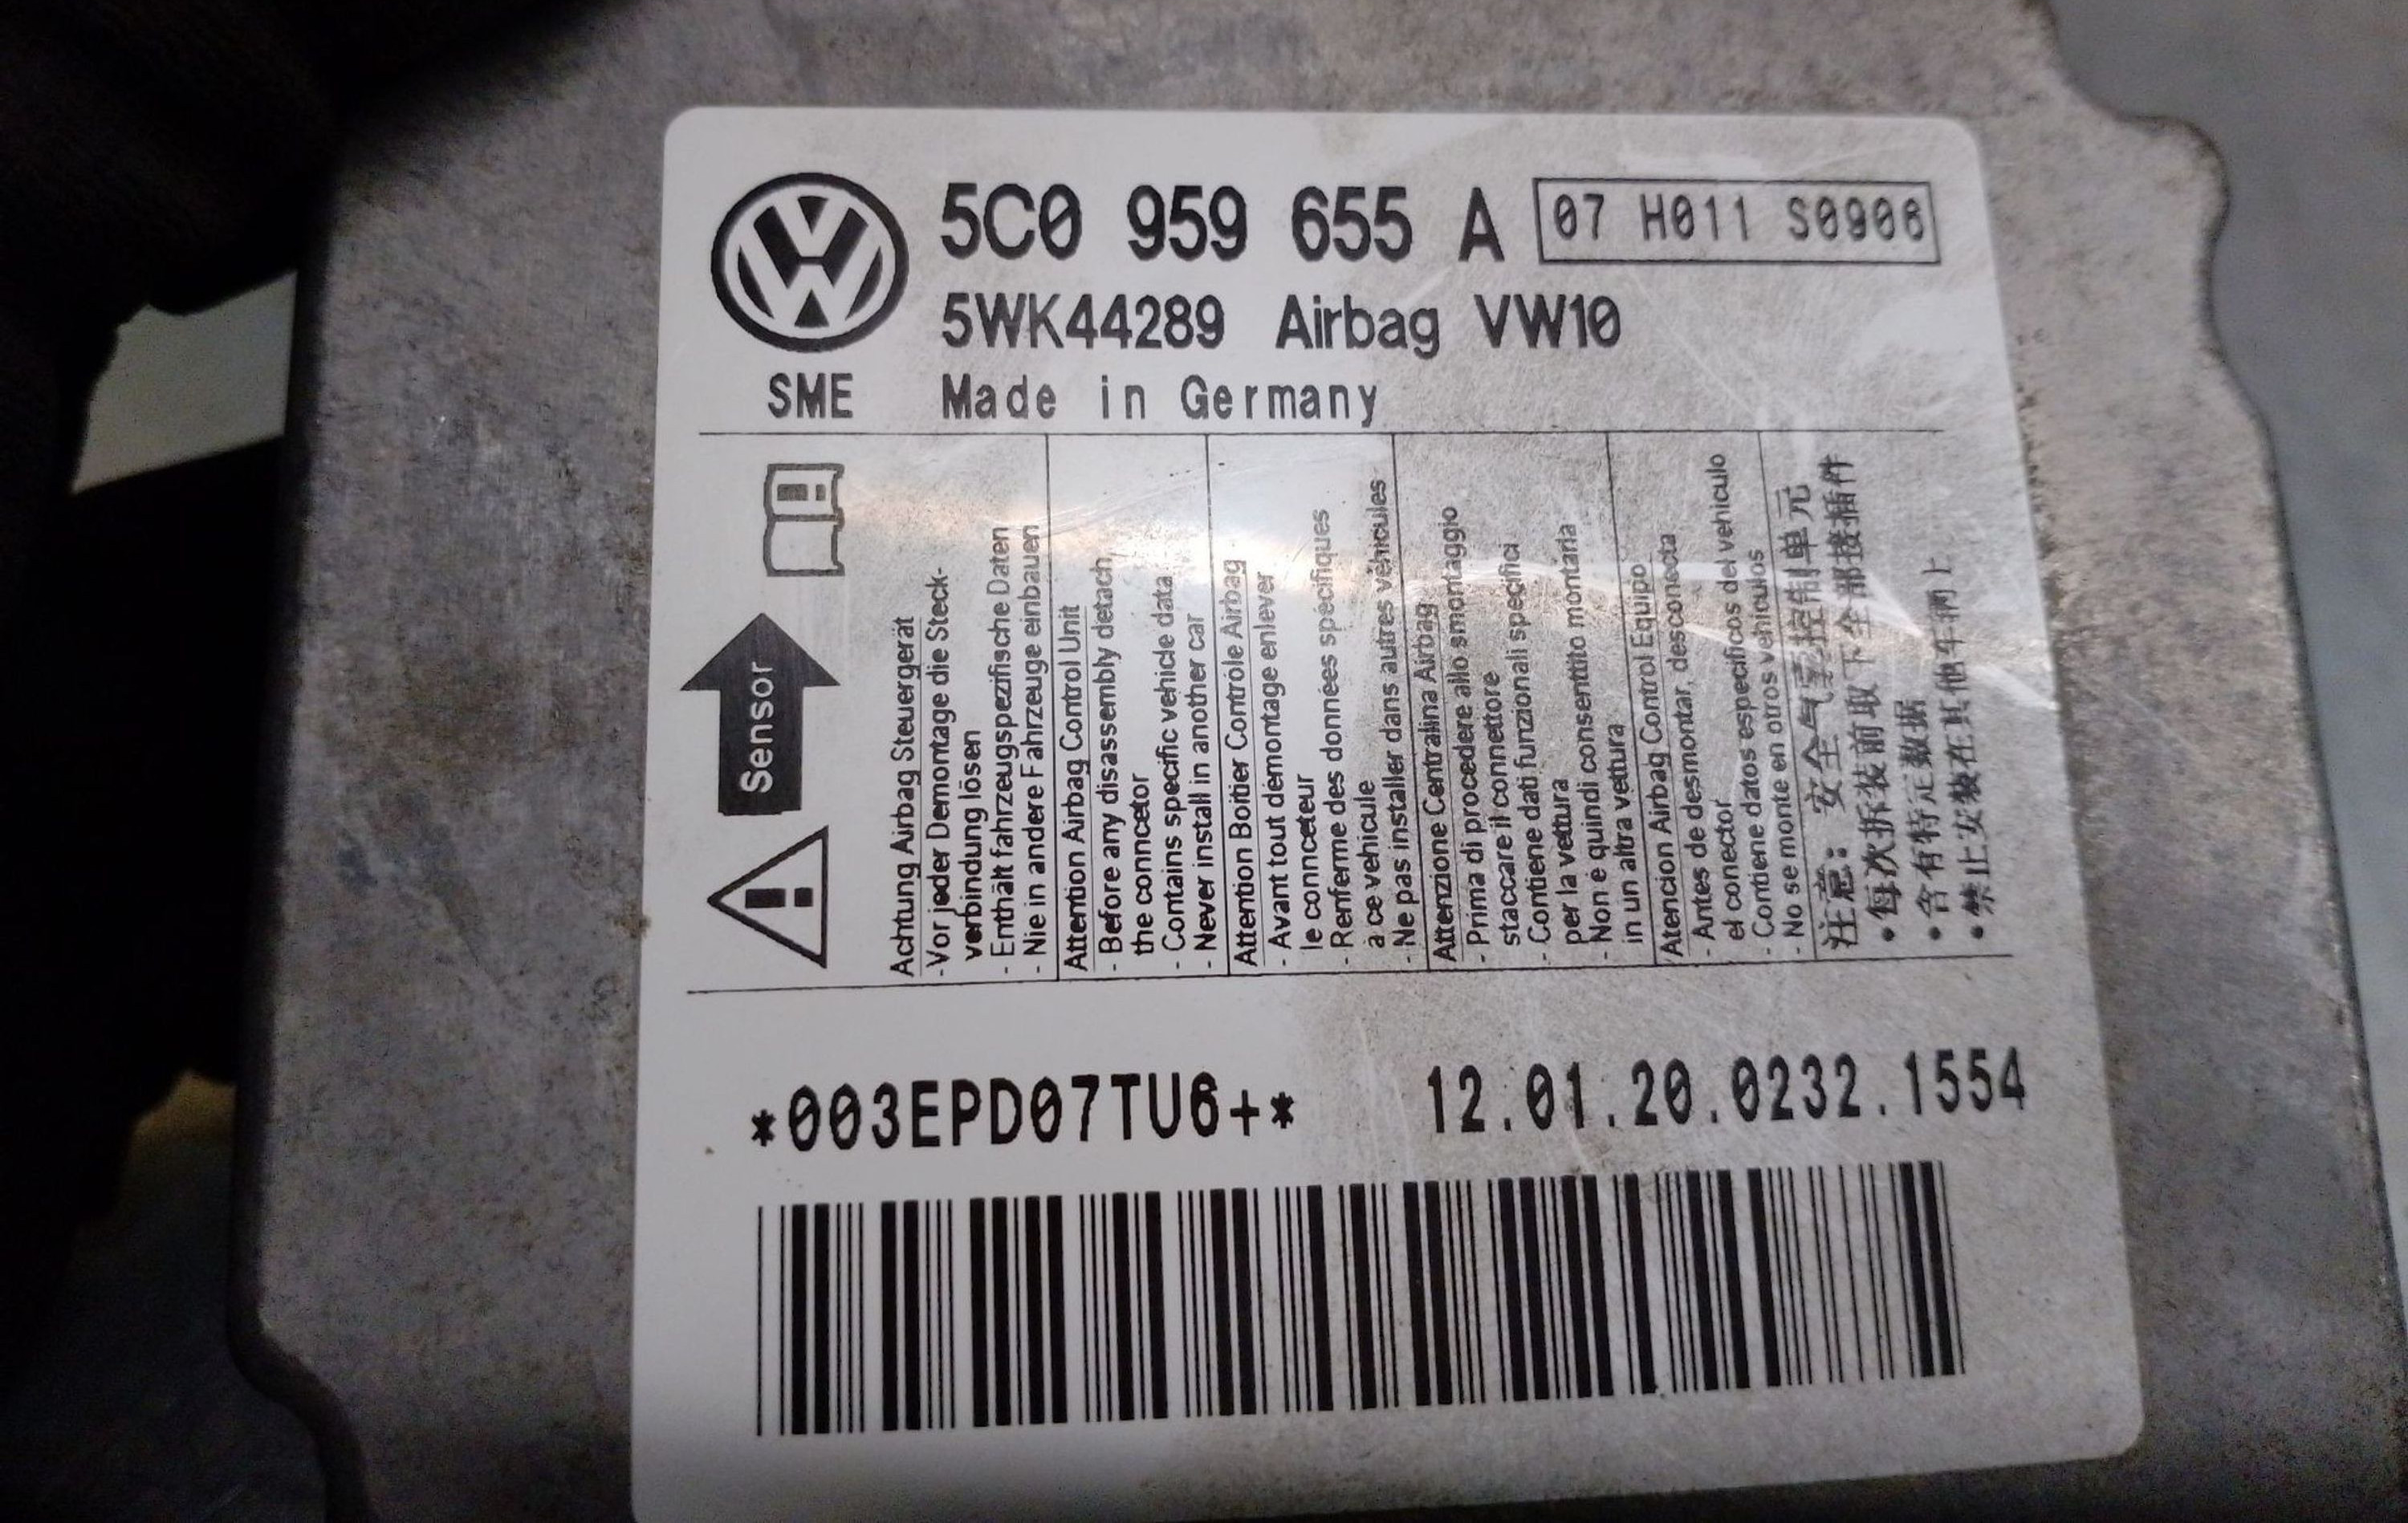 5C0 959 655 A 07 H011 S0906
5WK44289 Airbag VW10
SME Made in Germany
Sensor
Achtung Airbag Steuergerät
-Vor jeder Demontage die Steck-
verbindung lösen
- Enthält fahrzeugspezifische Daten
- Nie in andere Fahrzeuge einbauen
Attention Airbag Control Unit
- Before any disassembly detach
the conncetor
- Contains specific vehicle data
- Never install in another car
Attention Boîtier Contrôle Airbag
- Avant tout démontage enlever
le connceteur
- Renferme des données spécifiques
à ce vehicule
- Ne pas installer dans autres véhicules
Attenzione Centralina Airbag
- Prima di procedere allo smontaggio
staccare il connettore
- Contiene dati funzionali specifici
per la vettura
- Non è quindi consentito montaria
in un altra vettura
Atencion Airbag Control Equipo
- Antes de desmontar, desconecta
el conector
- Contiene datos especificos del vehiculo
- No se monte en otros vehiculos
注意: 安全气囊控制单元
• 每次拆装前取下全部接插件
• 含有特定数据
• 禁止安装在其他车辆上
*003EPD07TU6+* 12.01.20.0232.1554